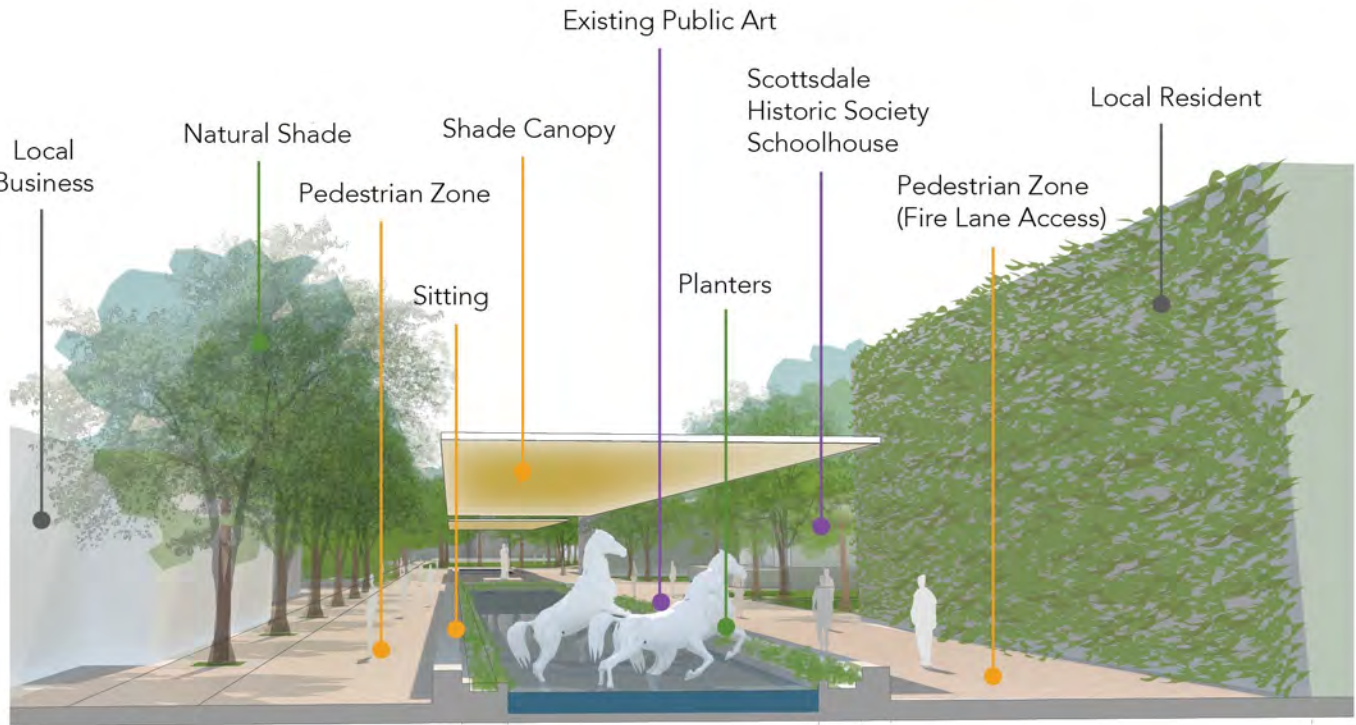 Existing Public Art
Scottsdale
Historic Society
Schoolhouse
Local Resident
Natural Shade
Shade Canopy
Local
Business
Pedestrian Zone
Pedestrian Zone
(Fire Lane Access)
Sitting
Planters